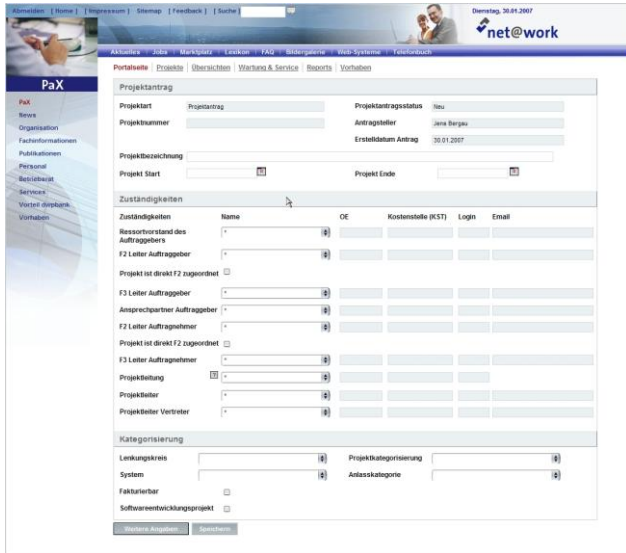 Abmelden [ Home ] [ Impressum ] Sitemap [ Feedback ] [ Suche ]
Dienstag, 30.01.2007
net@work
Aktuelles Jobs Marktplatz Lexikon FAQ Bildergalerie Web-Systeme Telefonbuch
Portalseite Projekte Übersichten Wartung & Service Reports Vorhaben
PaX
PaX
News
Organisation
Fachinformationen
Publikationen
Personal
Betriebsrat
Services
Vorteil
Vorhaben
Projektantrag
Projektart Projektantrag Projektantragsstatus Neu
Projektnummer Antragsteller Jens Bergau
Erstelldatum Antrag 30.01.2007
Projektbezeichnung
Projekt Start Projekt Ende
Zuständigkeiten
Zuständigkeiten Name OE Kostenstelle (KST) Login Email
Ressortvorstand des
Auftraggebers *
F2 Leiter Auftraggeber *
Projekt ist direkt F2 zugeordnet
F3 Leiter Auftraggeber *
Ansprechpartner Auftraggeber *
F2 Leiter Auftragnehmer *
Projekt ist direkt F2 zugeordnet
F3 Leiter Auftragnehmer *
Projektleitung *
Projektleiter *
Projektleiter Vertreter *
Kategorisierung
Lenkungskreis Projektkategorisierung
System Anlasskategorie
Fakturierbar
Softwareentwicklungsprojekt
Weitere Angaben Speichern